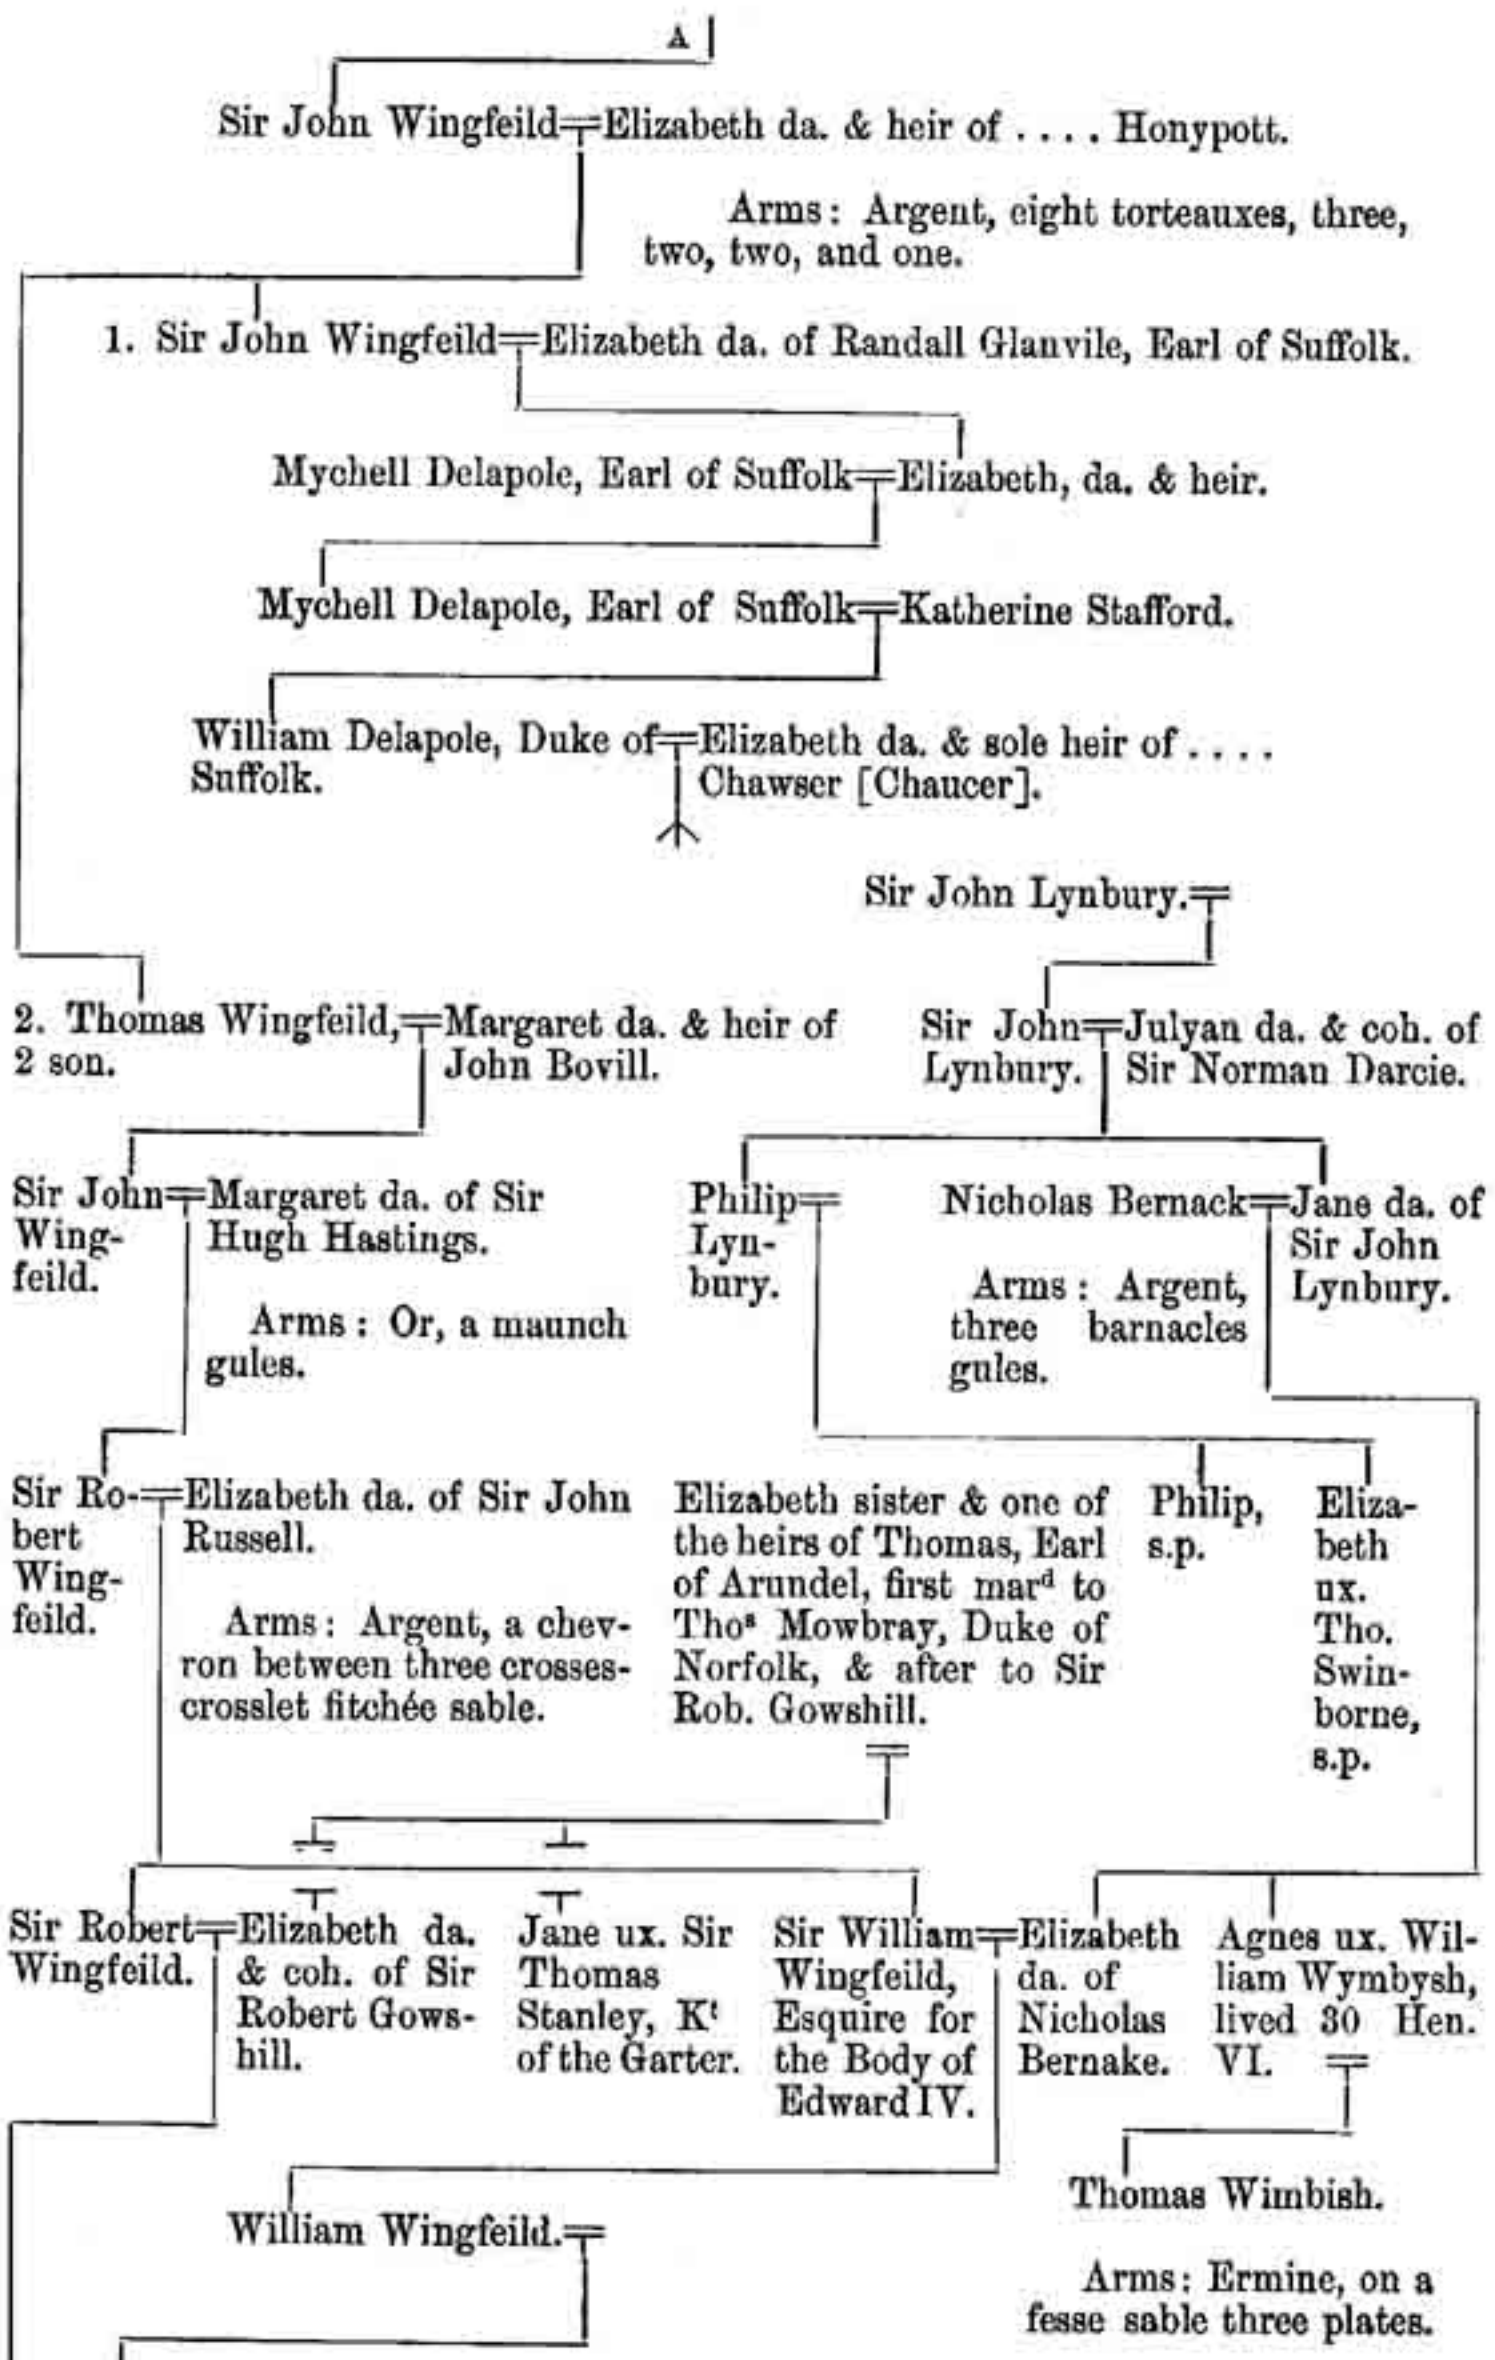 A
Sir John Wingfeild=Elizabeth da. & heir of .... Honypott.
Arms: Argent, eight torteauxes, three,
two, two, and one.
1. Sir John Wingfeild=Elizabeth da. of Randall Glanvile, Earl of Suffolk.
Mychell Delapole, Earl of Suffolk=Elizabeth, da. & heir.
Mychell Delapole, Earl of Suffolk=Katherine Stafford.
William Delapole, Duke of=Elizabeth da. & sole heir of ....
Suffolk.
Chawser [Chaucer].
Sir John Lynbury.=
2. Thomas Wingfeild,=Margaret da. & heir of
2 son.
John Bovill.
Sir John=Julyan da. & coh. of
Lynbury.
Sir Norman Darcie.
Sir John=Margaret da. of Sir
Wing-
feild.
Hugh Hastings.
Arms: Or, a maunch
gules.
Philip=
Lyn-
bury.
Nicholas Bernack=Jane da. of
Sir John
Lynbury.
Arms: Argent,
three barnacles
gules.
Sir Ro-=Elizabeth da. of Sir John
bert
Wing-
feild.
Russell.
Arms: Argent, a chev-
ron between three crosses-
crosslet fitchée sable.
Elizabeth sister & one of
the heirs of Thomas, Earl
of Arundel, first marᵈ to
Thoˢ Mowbray, Duke of
Norfolk, & after to Sir
Rob. Gowshill.
=
Philip,
s.p.
Eliza-
beth
ux.
Tho.
Swin-
borne,
s.p.
Sir Robert=Elizabeth da.
Wingfeild.
& coh. of Sir
Robert Gows-
hill.
Jane ux. Sir
Thomas
Stanley, Kᵗ
of the Garter.
Sir William=Elizabeth
Wingfeild,
Esquire for
the Body of
Edward IV.
da. of
Nicholas
Bernake.
Agnes ux. Wil-
liam Wymbysh,
lived 30 Hen.
VI. =
Thomas Wimbish.
William Wingfeild.=
Arms: Ermine, on a
fesse sable three plates.